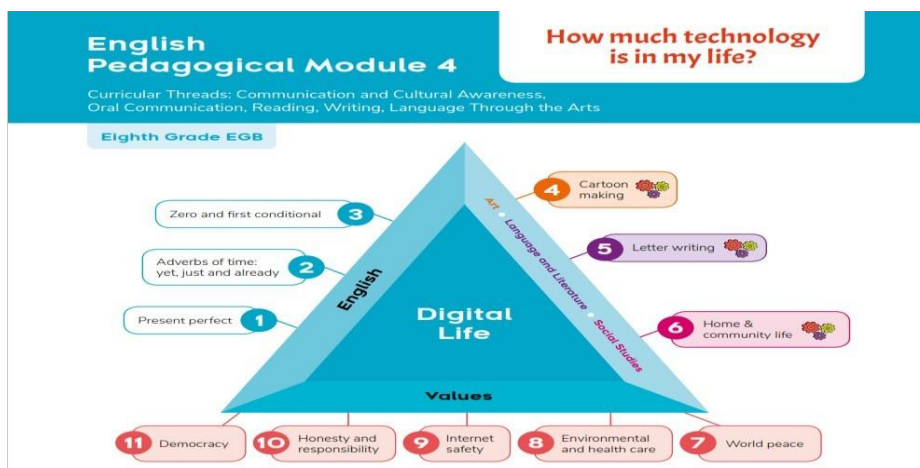 English
Pedagogical Module 4
How much technology
is in my life?
Curricular Threads: Communication and Cultural Awareness,
Oral Communication, Reading, Writing, Language Through the Arts
Eighth Grade EGB
3
Zero and first conditional
2
Adverbs of time:
yet, just and already
1
Present perfect
English
Digital
Life
Art • Language and Literature • Social Studies
4
Cartoon
making
5
Letter writing
6
Home &
community life
Values
11 Democracy
10 Honesty and
responsibility
9 Internet
safety
8 Environmental
and health care
7 World peace